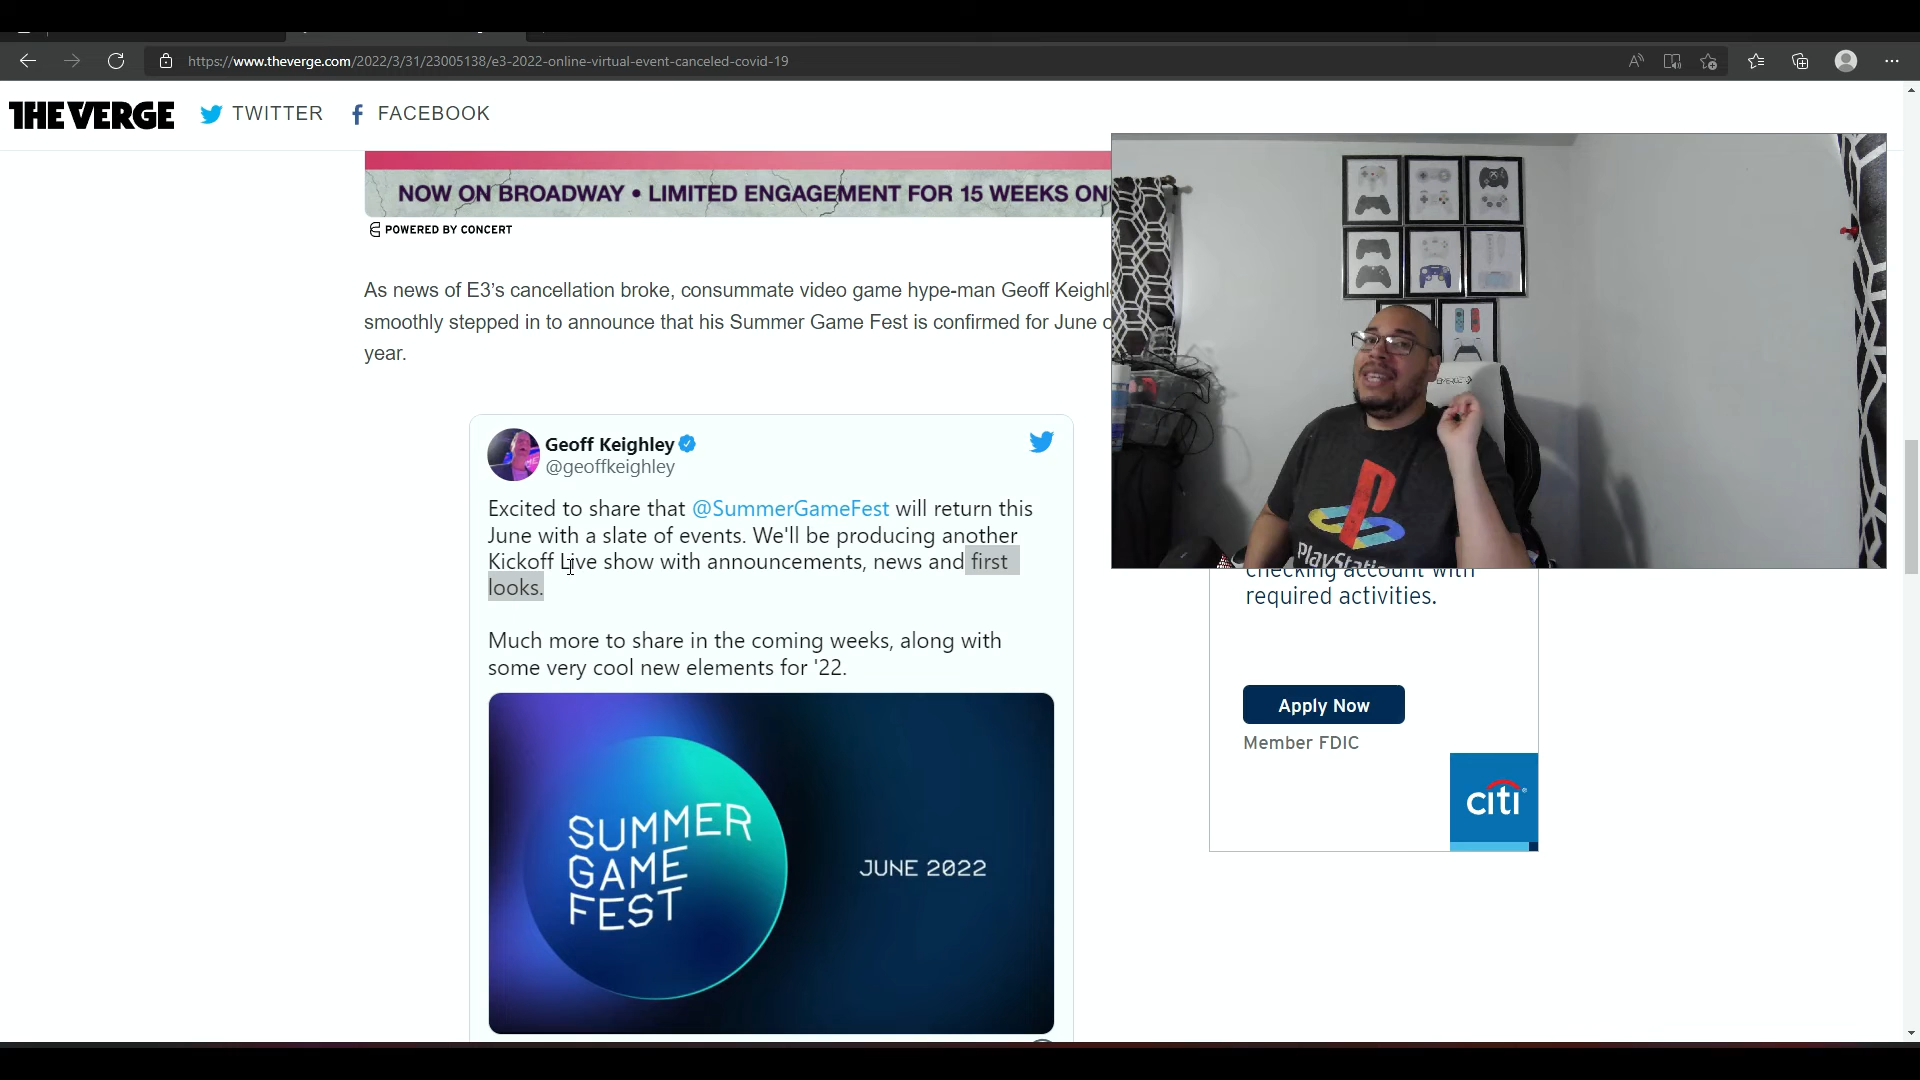 https://www.theverge.com/2022/3/31/23005138/e3-2022-online-virtual-event-canceled-covid-19
THE VERGE
TWITTER
FACEBOOK
NOW ON BROADWAY • LIMITED ENGAGEMENT FOR 15 WEEKS
POWERED BY CONCERT
As news of E3’s cancellation broke, consummate video game hype-man Geoff
smoothly stepped in to announce that his Summer Game Fest is confirmed for June
year.
Geoff Keighley
@geoffkeighley
Excited to share that @SummerGameFest will return this
June with a slate of events. We'll be producing another
Kickoff Live show with announcements, news and first
looks.
Much more to share in the coming weeks, along with
some very cool new elements for '22.
SUMMER
GAME
FEST
JUNE 2022
PlayStation
checking account with
required activities.
Apply Now
Member FDIC
citi